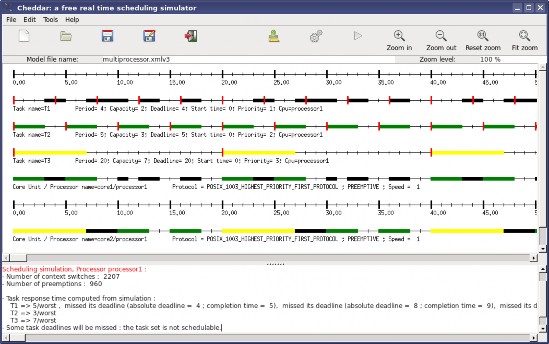 Cheddar: a free real time scheduling simulator
File Edit Tools Help
Zoom in Zoom out Reset zoom Fit zoom
Model file name: multiprocessor.xmlv3 Zoom level: 100 %
0,00 5,00 10,00 15,00 20,00 25,00 30,00 35,00 40,00 45,00 50
Task name=T1 Period= 4; Capacity= 2; Deadline= 4; Start time= 0; Priority= 1; Cpu=processor1
Task name=T2 Period= 5; Capacity= 3; Deadline= 5; Start time= 0; Priority= 2; Cpu=processor1
Task name=T3 Period= 20; Capacity= 7; Deadline= 20; Start time= 0; Priority= 3; Cpu=processor1
Core Unit / Processor name=core1/processor1 Protocol = POSIX_1003_HIGHEST_PRIORITY_FIRST_PROTOCOL ; PREEMPTIVE ; Speed = 1
0,00 5,00 10,00 15,00 20,00 25,00 30,00 35,00 40,00 45,00 50
Core Unit / Processor name=core2/processor1 Protocol = POSIX_1003_HIGHEST_PRIORITY_FIRST_PROTOCOL ; PREEMPTIVE ; Speed = 1
Scheduling simulation, Processor processor1 :
- Number of context switches : 2207
- Number of preemptions : 960
- Task response time computed from simulation :
T1 => 5/worst , missed its deadline (absolute deadline = 4 ; completion time = 5), missed its deadline (absolute deadline = 8 ; completion time = 9), missed its d
T2 => 3/worst
T3 => 7/worst
- Some task deadlines will be missed : the task set is not schedulable.